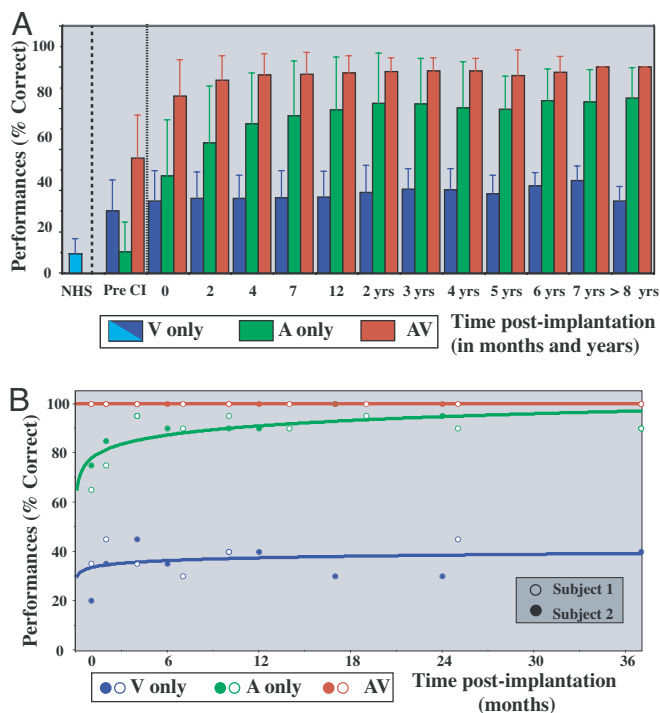 A
Performances (% Correct)
100
80
60
40
20
0
NHS Pre CI 0 2 4 7 12 2 yrs 3 yrs 4 yrs 5 yrs 6 yrs 7 yrs > 8 yrs
V only A only AV
Time post-implantation
(in months and years)
B
Performances (% Correct)
100
80
60
40
20
0
Subject 1
Subject 2
0 6 12 18 24 30 36
V only A only AV
Time post-implantation
(months)